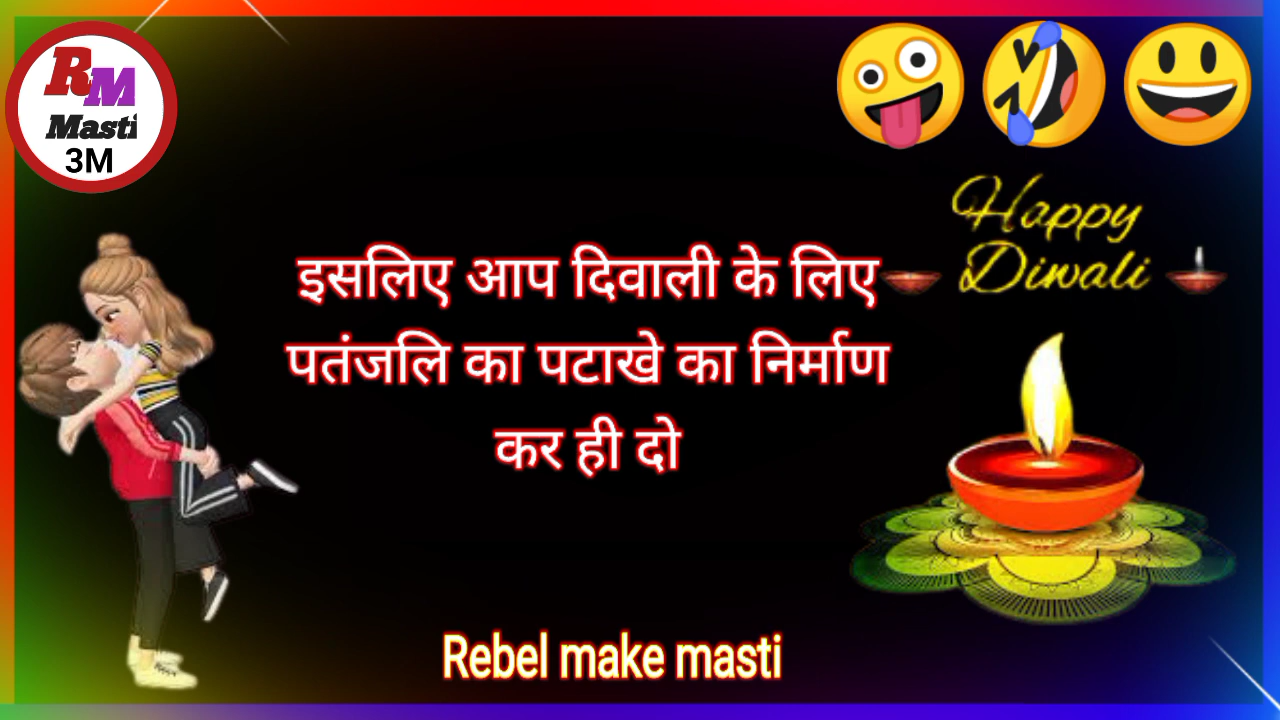 RM
Masti
3M
Happy
Diwali
इसलिए आप दिवाली के लिए
पतंजलि का पटाखे का निर्माण
कर ही दो
Rebel make masti